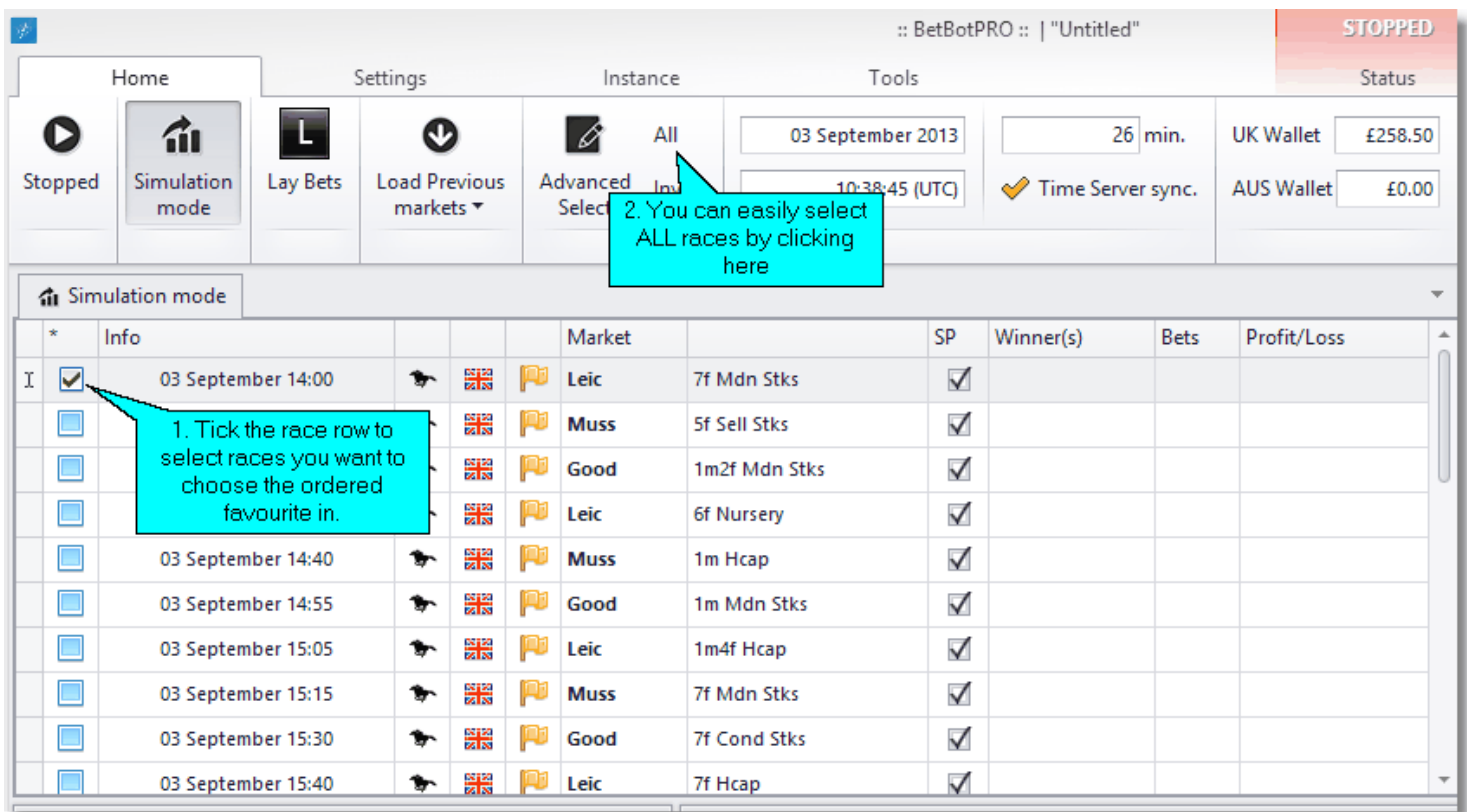 :: BetBotPRO :: | "Untitled"
STOPPED
Home
Settings
Instance
Tools
Status
Stopped
Simulation
mode
L
Lay Bets
Load Previous
markets
Advanced
Select
All
Inv
2. You can easily select
ALL races by clicking
here
03 September 2013
10:38:45 (UTC)
26 min.
Time Server sync.
UK Wallet £258.50
AUS Wallet £0.00
Simulation mode
* Info Market SP Winner(s) Bets Profit/Loss
03 September 14:00 Leic 7f Mdn Stks
1. Tick the race row to
select races you want to
choose the ordered
favourite in.
Muss 5f Sell Stks
Good 1m2f Mdn Stks
Leic 6f Nursery
03 September 14:40 Muss 1m Hcap
03 September 14:55 Good 1m Mdn Stks
03 September 15:05 Leic 1m4f Hcap
03 September 15:15 Muss 7f Mdn Stks
03 September 15:30 Good 7f Cond Stks
03 September 15:40 Leic 7f Hcap